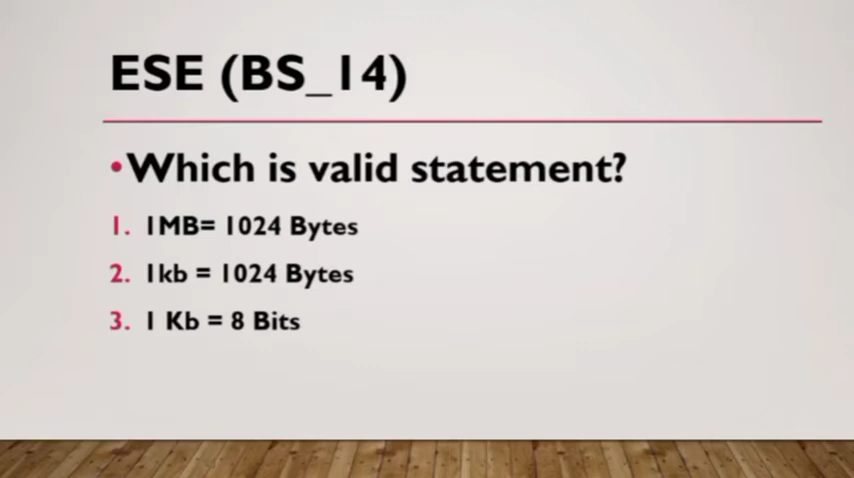 ESE (BS_14)
•Which is valid statement?
1. 1MB= 1024 Bytes
2. 1kb = 1024 Bytes
3. 1 Kb = 8 Bits